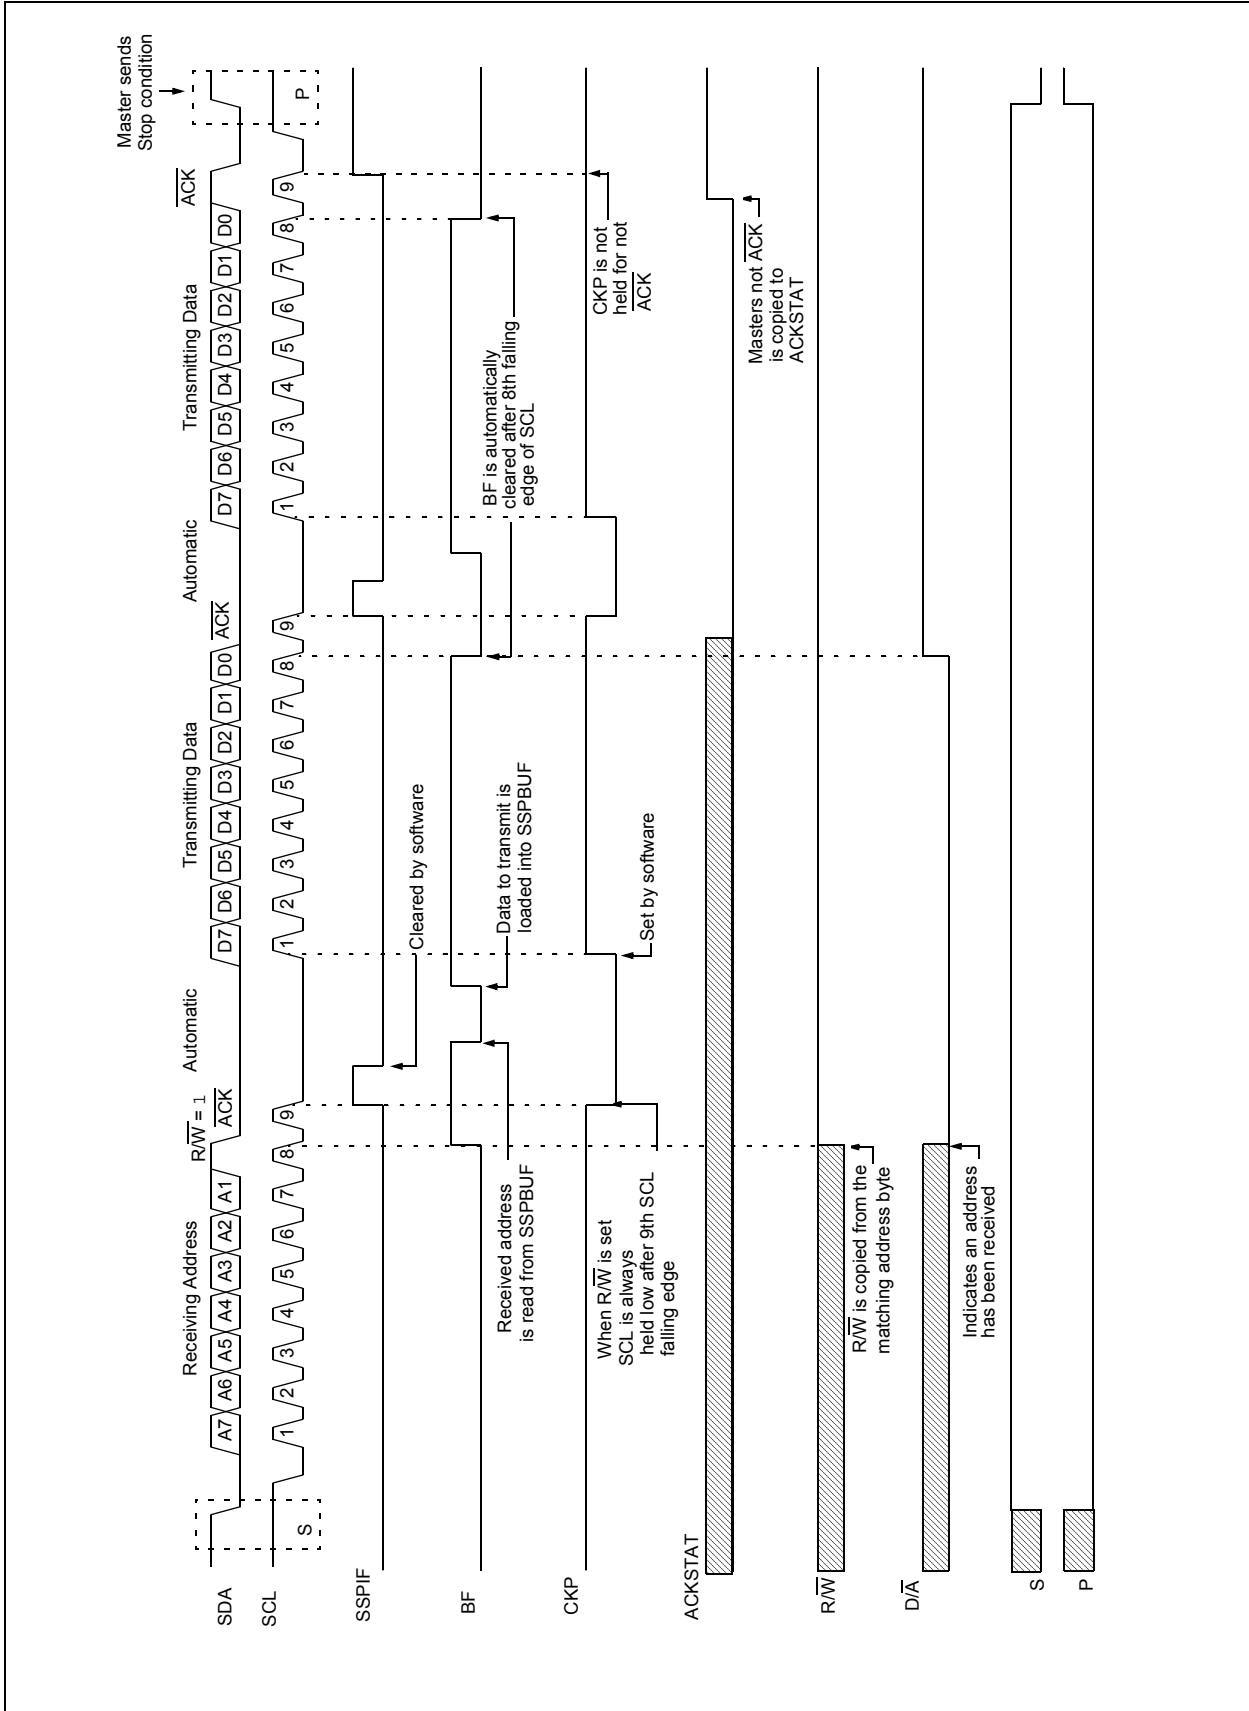 Master sends
Stop condition
Receiving Address
R/W = 1
ACK
Automatic
Transmitting Data
ACK
Automatic
Transmitting Data
ACK
SDA
A7 A6 A5 A4 A3 A2 A1
D7 D6 D5 D4 D3 D2 D1 D0
D7 D6 D5 D4 D3 D2 D1 D0
SCL
S
1 2 3 4 5 6 7 8 9
1 2 3 4 5 6 7 8 9
1 2 3 4 5 6 7 8 9
P
SSPIF
Cleared by software
BF
Received address
is read from SSPBUF
Data to transmit is
loaded into SSPBUF
BF is automatically
cleared after 8th falling
edge of SCL
CKP
When R/W is set
SCL is always
held low after 9th SCL
falling edge
Set by software
CKP is not
held for not
ACK
ACKSTAT
Masters not ACK
is copied to
ACKSTAT
R/W
R/W is copied from the
matching address byte
D/A
Indicates an address
has been received
S
P